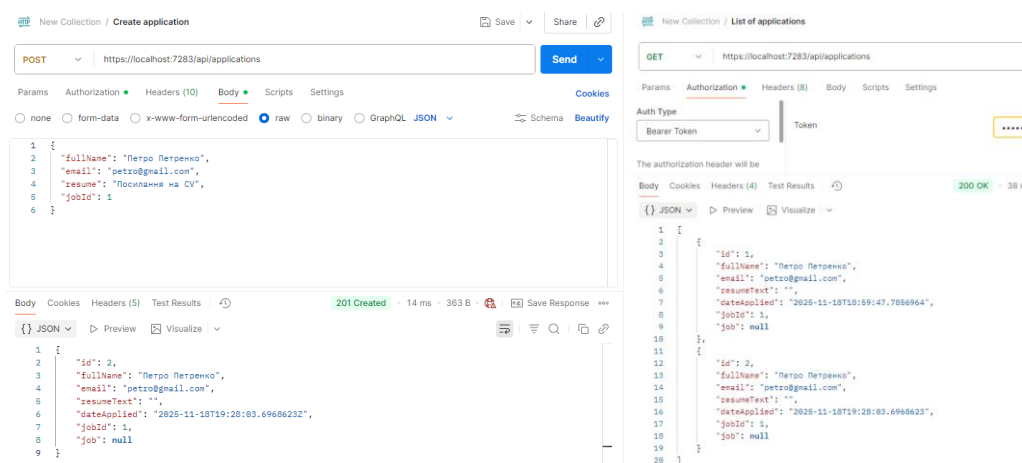 New Collection / Create application
Save
Share
POST
https://localhost:7283/api/applications
Send
Params Authorization Headers (10) Body Scripts Settings
Cookies
none form-data x-www-form-urlencoded raw binary GraphQL JSON
Schema Beautify
1 {
2 "fullName": "Петро Петренко",
3 "email": "petro@gmail.com",
4 "resume": "Посилання на CV",
5 "jobId": 1
6 }
Body Cookies Headers (5) Test Results
201 Created 14 ms 363 B Save Response
{} JSON Preview Visualize
1 {
2 "id": 2,
3 "fullName": "Петро Петренко",
4 "email": "petro@gmail.com",
5 "resumeText": "",
6 "dateApplied": "2025-11-18T19:28:03.6968623Z",
7 "jobId": 1,
8 "job": null
9 }
New Collection / List of applications
GET
https://localhost:7283/api/applications
Params Authorization Headers (8) Body Scripts Settings
Auth Type
Bearer Token
Token
The authorization header will be
Body Cookies Headers (4) Test Results
200 OK 38
{} JSON Preview Visualize
1 [
2 {
3 "id": 1,
4 "fullName": "Петро Петренко",
5 "email": "petro@gmail.com",
6 "resumeText": "",
7 "dateApplied": "2025-11-18T18:59:47.7856964",
8 "jobId": 1,
9 "job": null
10 },
11 {
12 "id": 2,
13 "fullName": "Петро Петренко",
14 "email": "petro@gmail.com",
15 "resumeText": "",
16 "dateApplied": "2025-11-18T19:28:03.6968623",
17 "jobId": 1,
18 "job": null
19 }
20 ]